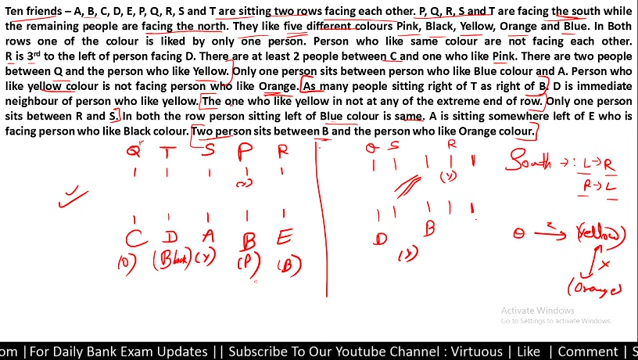 Ten friends – A, B, C, D, E, P, Q, R, S and T are sitting two rows facing each other. P, Q, R, S and T are facing the south
while the remaining people are facing the north. They like five different colours Pink, Black, Yellow, Orange and Blue. In Both
rows one of the colour is liked by only one person. Person who like same colour are not facing each other.
R is 3rd to the left of person facing D. There are at least 2 people between C and one who like Pink. There are two people
between Q and the person who like Yellow. Only one person sits between person who like Blue colour and A. Person who
like yellow colour is not facing person who like Orange. As many people sitting right of T as right of B. D is immediate
neighbour of person who like yellow. The one who like yellow in not at any of the extreme end of row. Only one person
sits between R and S. In both the row person sitting left of Blue colour is same. A is sitting somewhere left of E who is
facing person who like Black colour. Two person sits between B and the person who like Orange colour.
Q T S P R
(Y)
C D A B E
(O) (Black) (Y) (P) (B)
Q S R
(Y)
D B
(Y)
South → : L→R
R→L
Q 2→ (Yellow)
X
(Orange)
Activate Windows
Go to Settings to activate Windows.
om | For Daily Bank Exam Updates || Subscribe To Our Youtube Channel : Virtuous | Like | Comment | S